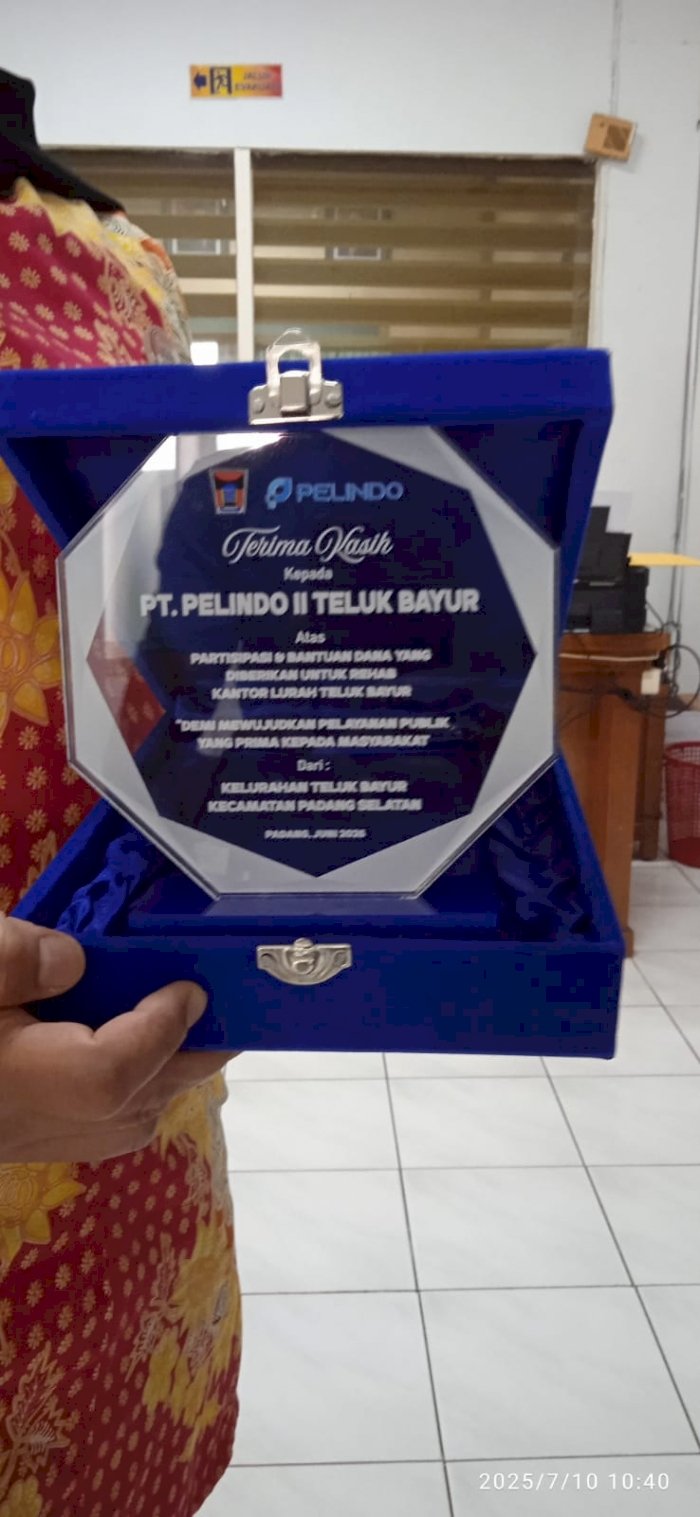 JALUR
EVAKUASI
PELINDO
Terima Kasih
Kepada
PT. PELINDO II TELUK BAYUR
Atas
PARTISIPASI & BANTUAN DANA YANG
DIBERIKAN UNTUK REHAB
KANTOR LURAH TELUK BAYUR
"DEMI MEWUJUDKAN PELAYANAN PUBLIK
YANG PRIMA KEPADA MASYARAKAT
Dari :
KELURAHAN TELUK BAYUR
KECAMATAN PADANG SELATAN
PADANG, JUNI 2025
2025/7/10 10:40